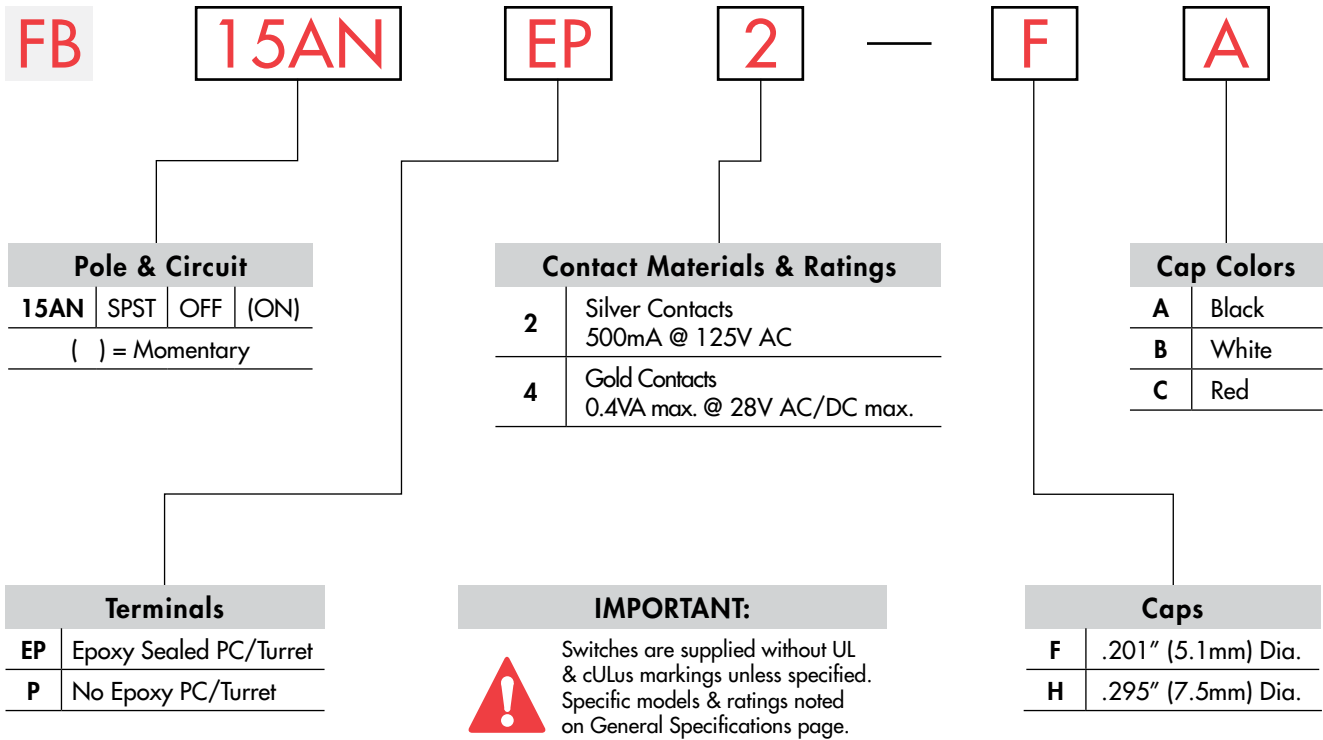 FB 15AN EP 2 — F A
Pole & Circuit
15AN SPST OFF (ON)
( ) = Momentary
Contact Materials & Ratings
2 Silver Contacts
500mA @ 125V AC
4 Gold Contacts
0.4VA max. @ 28V AC/DC max.
Cap Colors
A Black
B White
C Red
Terminals
EP Epoxy Sealed PC/Turret
P No Epoxy PC/Turret
IMPORTANT:
Switches are supplied without UL
& cULus markings unless specified.
Specific models & ratings noted
on General Specifications page.
Caps
F .201" (5.1mm) Dia.
H .295" (7.5mm) Dia.